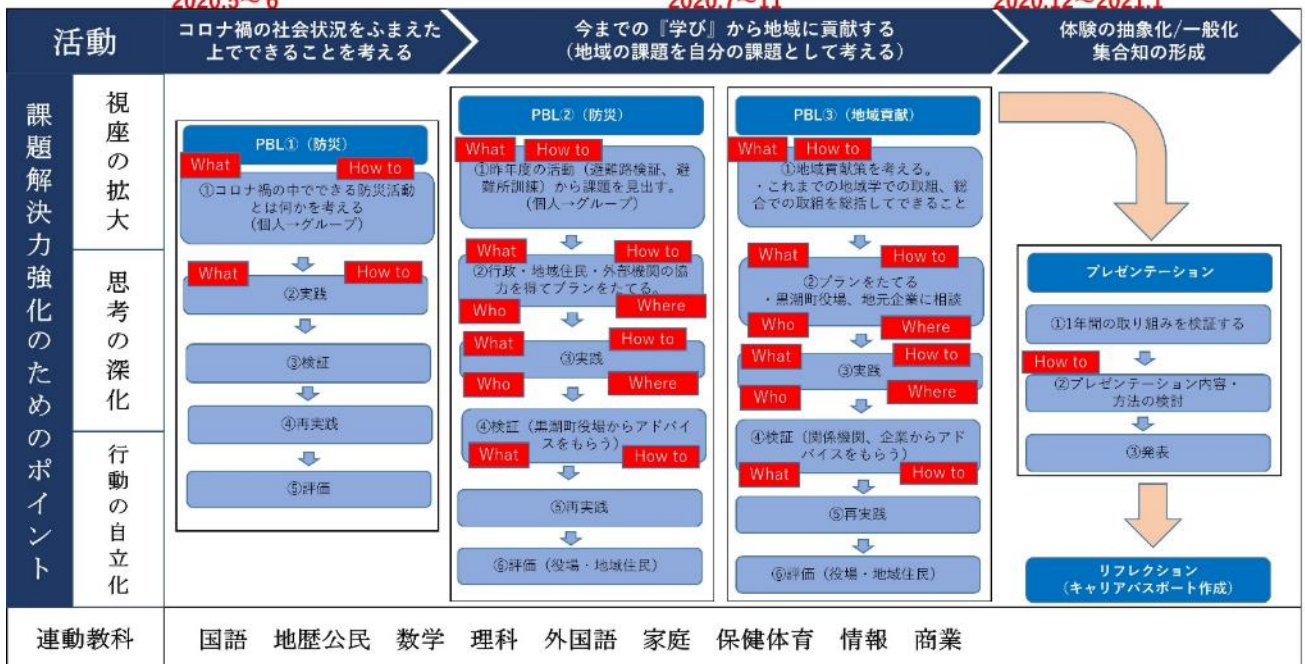 2020.5～6
2020.7～11
2020.12～2021.1
活動
コロナ禍の社会状況をふまえた
上でできることを考える
今までの『学び』から地域に貢献する
(地域の課題を自分の課題として考える)
体験の抽象化/一般化
集合知の形成
課題解決力強化のためのポイント
視座の拡大
思考の深化
行動の自立化
PBL①（防災）
What
How to
①コロナ禍の中でできる防災活動
とは何かを考える
(個人→グループ)
What
How to
②実践
③検証
④再実践
⑤評価
PBL②（防災）
What
How to
①昨年度の活動（避難路検証、避
難所訓練）から課題を見出す。
(個人→グループ)
What
How to
②行政・地域住民・外部機関の協
力を得てプランをたてる。
Who
Where
What
How to
③実践
Who
Where
④検証（黒潮町役場からアドバイ
スをもらう）
What
How to
⑤再実践
⑥評価（役場・地域住民）
PBL③（地域貢献）
What
How to
①地域貢献策を考える。
・これまでの地域学での取組、総
合での取組を総括してできること
What
How to
②プランをたてる
・黒潮町役場、地元企業に相談
Who
Where
What
How to
③実践
Who
Where
④検証（関係機関、企業からアド
バイスをもらう）
What
How to
⑤再実践
⑥評価（役場・地域住民）
プレゼンテーション
①1年間の取り組みを検証する
How to
②プレゼンテーション内容・
方法の検討
③発表
リフレクション
(キャリアパスポート作成)
連動教科
国語 地歴公民 数学 理科 外国語 家庭 保健体育 情報 商業